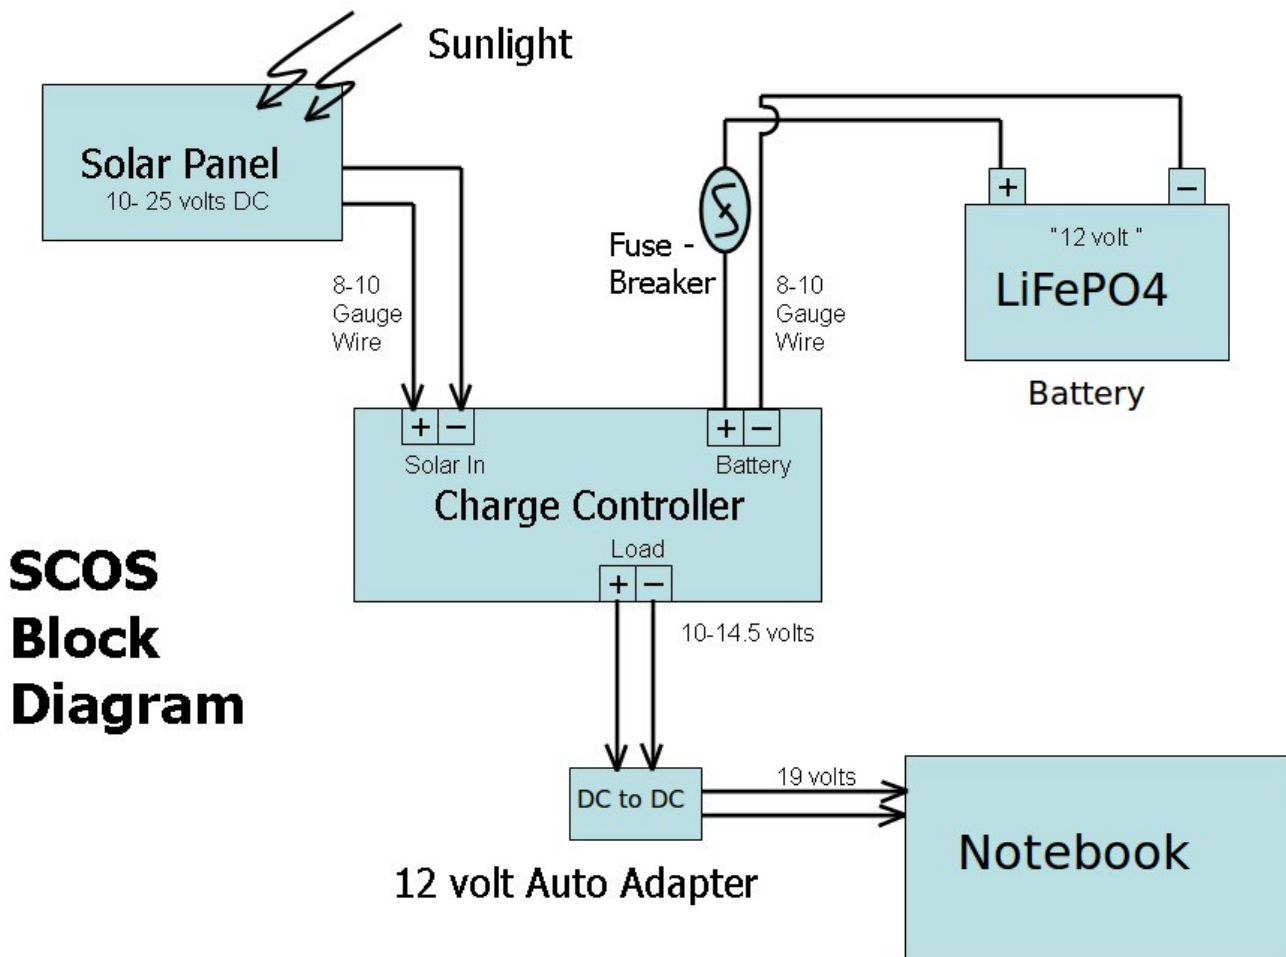 Sunlight
Solar Panel
10- 25 volts DC
8-10
Gauge
Wire
Fuse -
Breaker
8-10
Gauge
Wire
+
−
"12 volt "
LiFePO4
Battery
+ −
Solar In
+ −
Battery
Charge Controller
Load
+ −
10-14.5 volts
SCOS
Block
Diagram
DC to DC
19 volts
12 volt Auto Adapter
Notebook